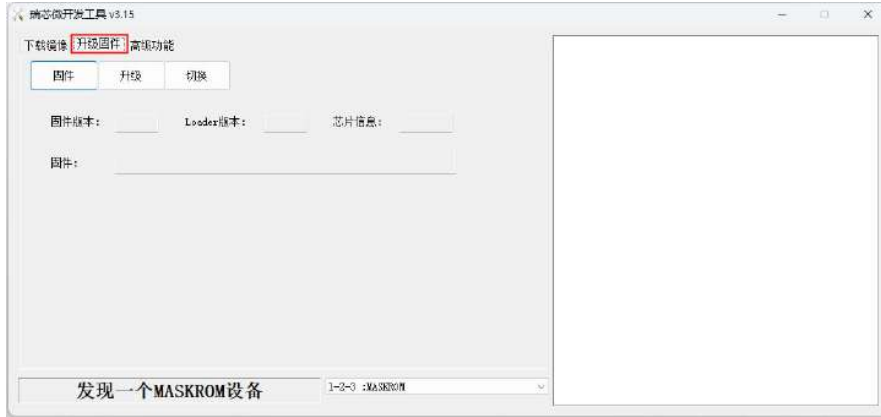 瑞芯微开发工具 v3.15
下载镜像 升级固件 高级功能
固件 升级 切换
固件版本： Loader版本： 芯片信息：
固件：
发现一个MASKROM设备 1-2-3 :MASKROM